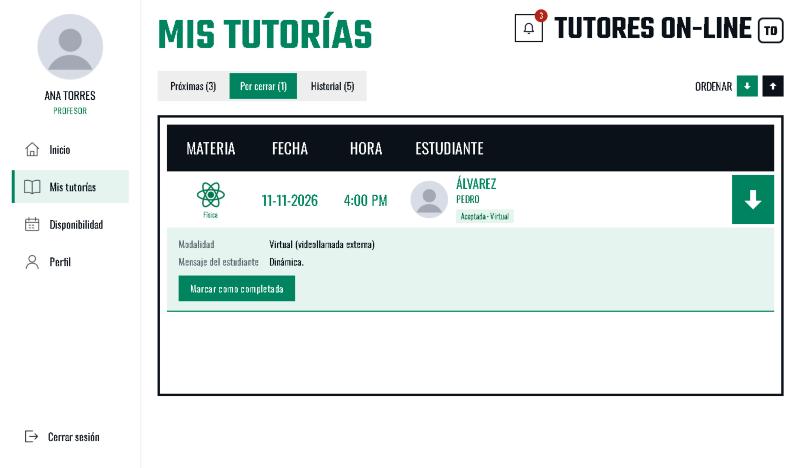 MIS TUTORÍAS
3
TUTORES ON-LINE TO
ANA TORRES
PROFESOR
Inicio
Mis tutorías
Disponibilidad
Perfil
Cerrar sesión
Próximas (3) Por cerrar (1) Historial (5)
ORDENAR
MATERIA FECHA HORA ESTUDIANTE
Física
11-11-2026 4:00 PM
ÁLVAREZ
PEDRO
Aceptada · Virtual
Modalidad Virtual (videollamada externa)
Mensaje del estudiante Dinámica.
Marcar como completada